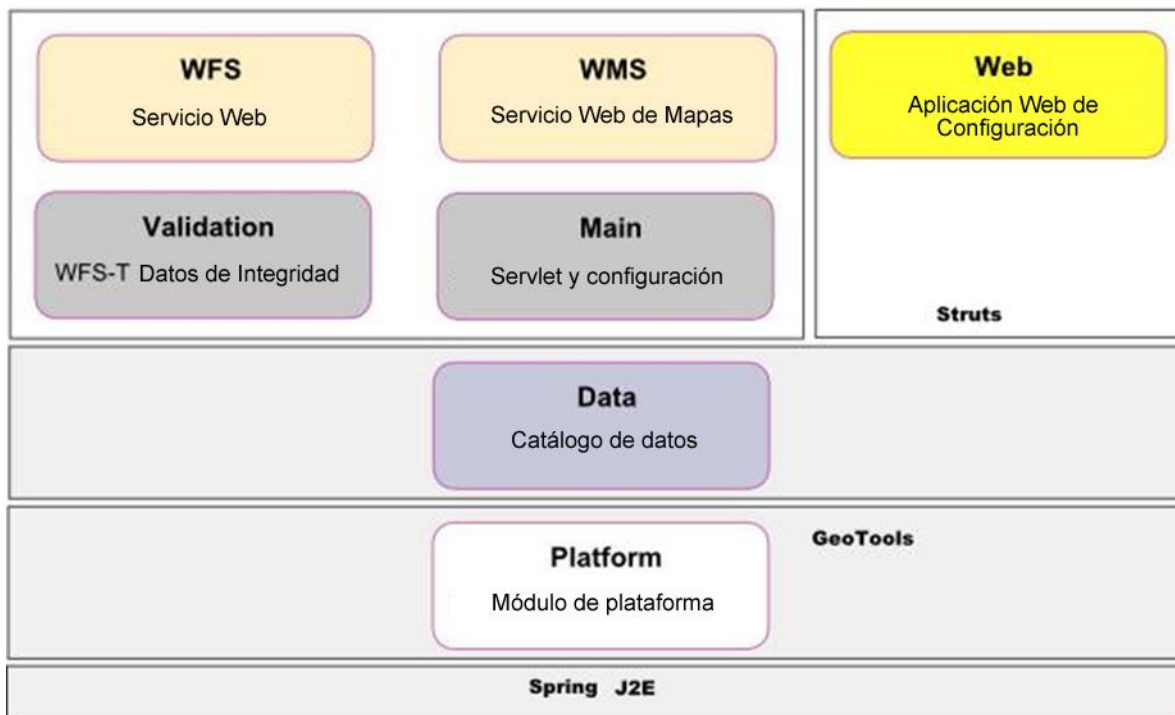 WFS
Servicio Web
WMS
Servicio Web de Mapas
Web
Aplicación Web de
Configuración
Validation
WFS-T Datos de Integridad
Main
Servlet y configuración
Struts
Data
Catálogo de datos
GeoTools
Platform
Módulo de plataforma
Spring J2E